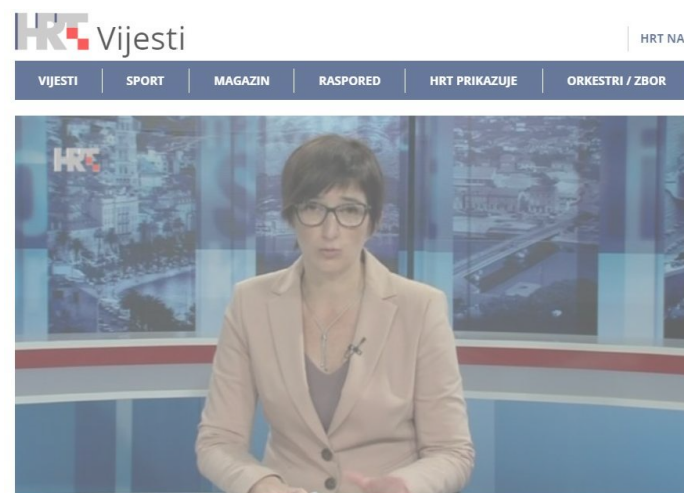 HRT Vijesti
HRT NA
VIJESTI SPORT MAGAZIN RASPORED HRT PRIKAZUJE ORKESTRI / ZBOR
HRT